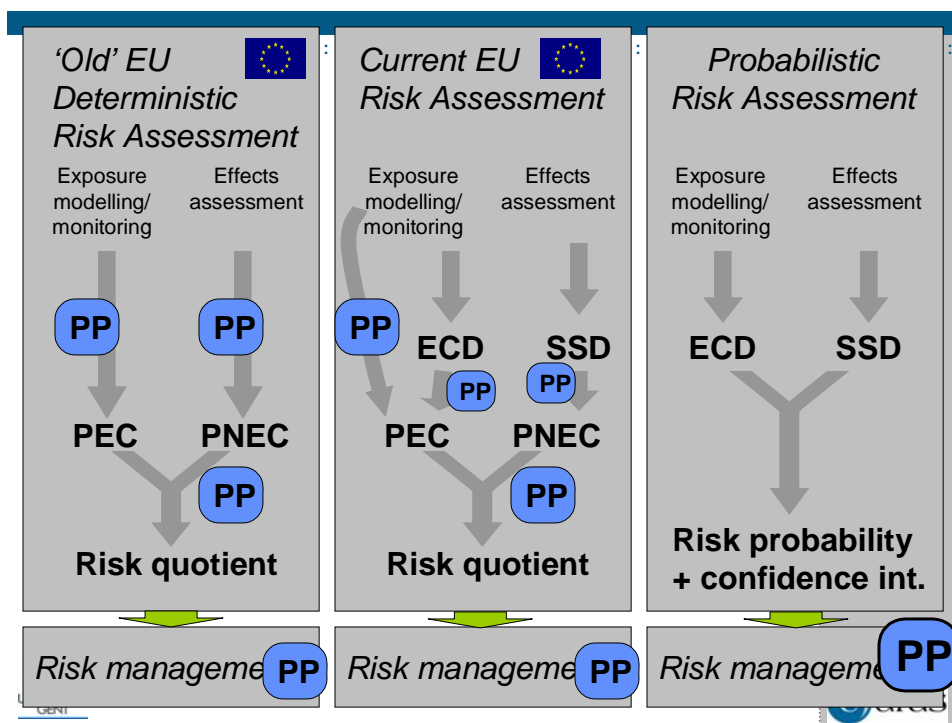 ‘Old’ EU
Deterministic
Risk Assessment
Exposure
modelling/
monitoring
Effects
assessment
PP
PP
PEC
PNEC
PP
Risk quotient
Risk manageme
PP
Current EU
Risk Assessment
Exposure
modelling/
monitoring
Effects
assessment
PP
ECD
SSD
PP
PP
PEC
PNEC
PP
Risk quotient
Risk manageme
PP
Probabilistic
Risk Assessment
Exposure
modelling/
monitoring
Effects
assessment
ECD
SSD
Risk probability
+ confidence int.
Risk manageme
PP
GENT